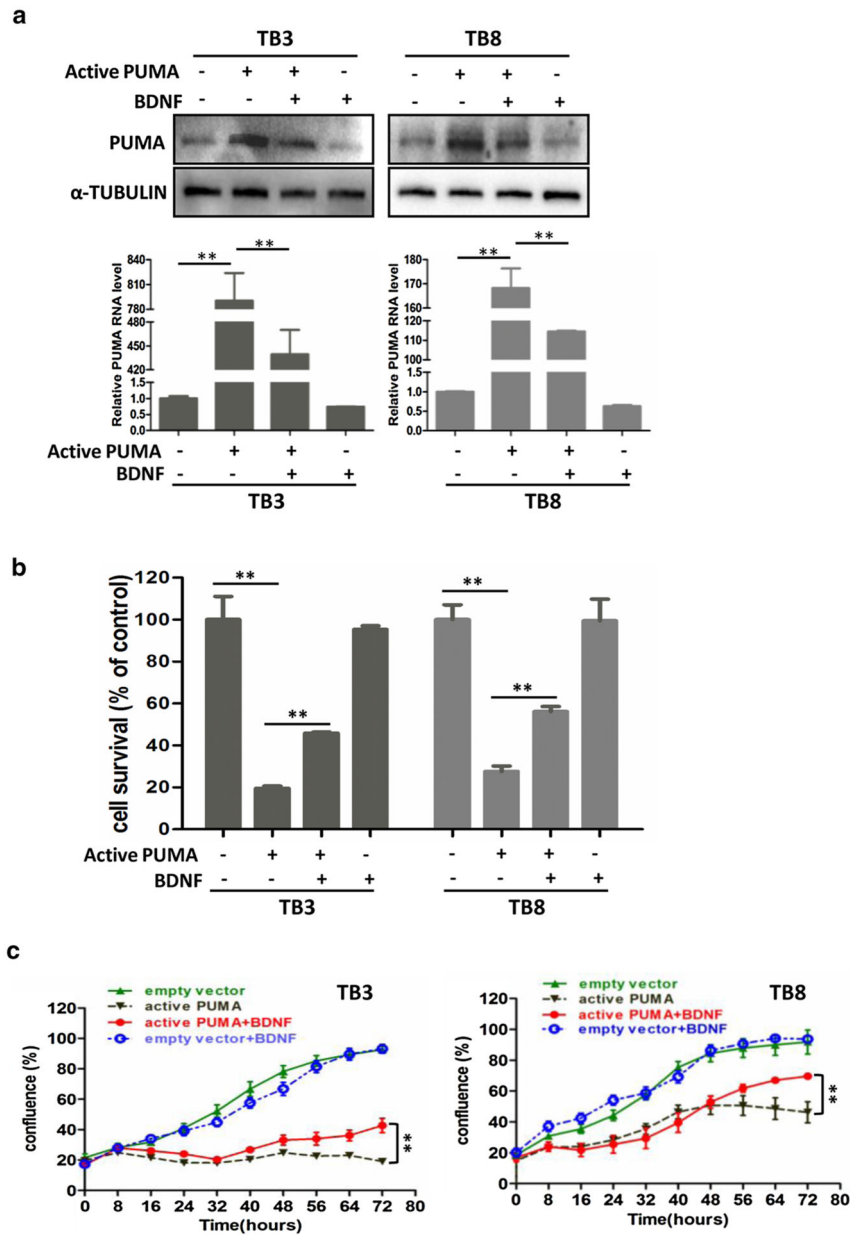 a
TB3 TB8
Active PUMA - + + - - + + -
BDNF - - + + - - + +
PUMA
α-TUBULIN
** ** ** **
Relative PUMA RNA level
840
810
780
480
450
420
1.5
1.0
0.5
0.0
Relative PUMA RNA level
180
170
160
140
120
100
1.5
1.0
0.5
0.0
Active PUMA - + + - - + + -
BDNF - - + + - - + +
TB3 TB8
b
cell survival (% of control)
120
100
80
60
40
20
0
** ** ** **
Active PUMA - + + - - + + -
BDNF - - + + - - + +
TB3 TB8
c
empty vector
active PUMA
active PUMA+BDNF
empty vector+BDNF
TB3
confluence (%)
120
100
80
60
40
20
0
**
0 8 16 24 32 40 48 56 64 72 80
Time(hours)
empty vector
active PUMA
active PUMA+BDNF
empty vector+BDNF
TB8
confluence (%)
120
100
80
60
40
20
0
**
0 8 16 24 32 40 48 56 64 72 80
Time(hours)